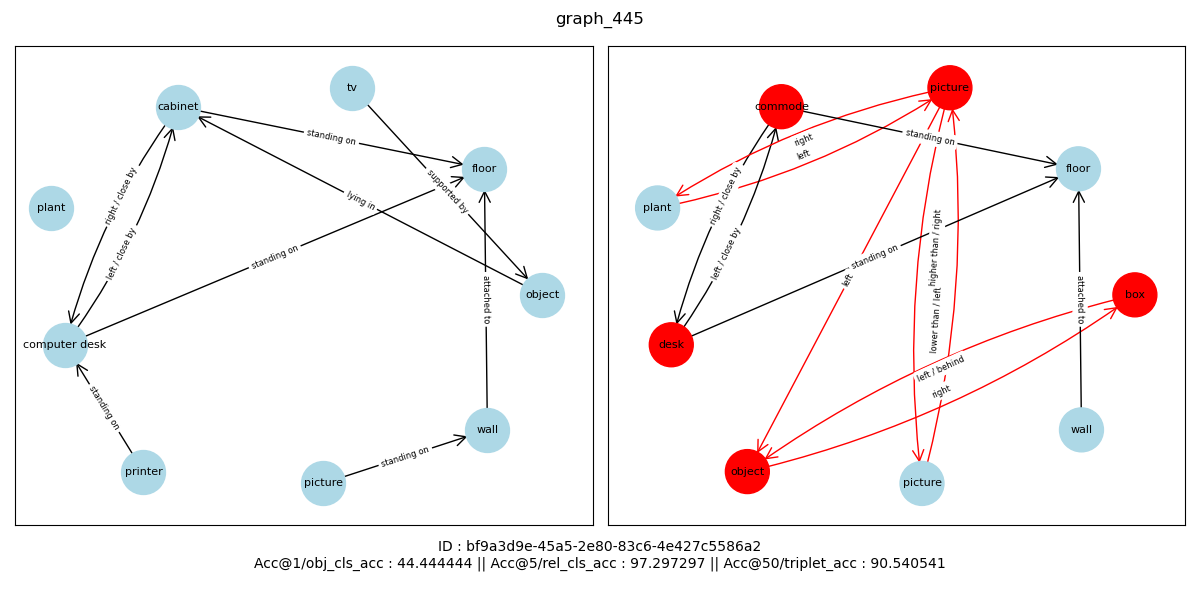 graph_445
cabinet
tv
floor
plant
object
computer desk
wall
printer
picture
standing on
right / close by
left / close by
supported by
lying in
standing on
attached to
standing on
standing on
commode
picture
floor
plant
box
desk
wall
object
picture
right
left
standing on
right / close by
left / close by
standing on
left
higher than / right
lower than / left
attached to
left / behind
right
ID : bf9a3d9e-45a5-2e80-83c6-4e427c5586a2
Acc@1/obj_cls_acc : 44.444444 || Acc@5/rel_cls_acc : 97.297297 || Acc@50/triplet_acc : 90.540541